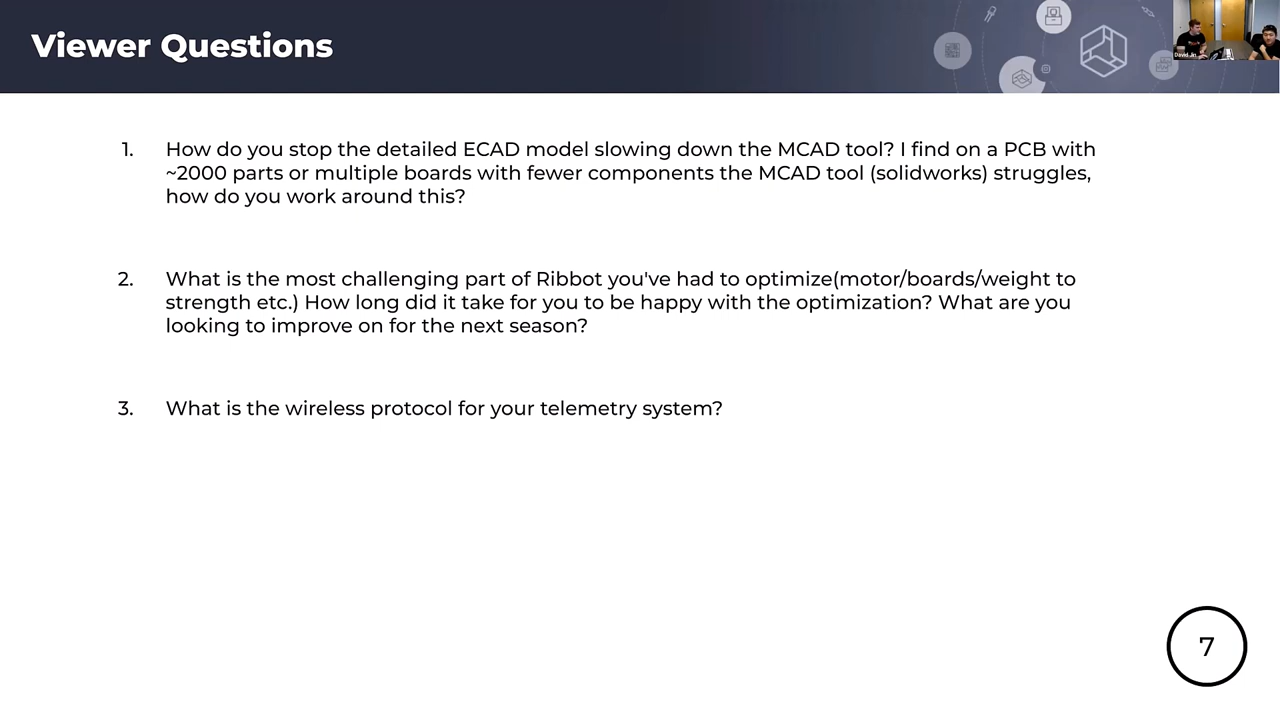 Viewer Questions
David Jin
1. How do you stop the detailed ECAD model slowing down the MCAD tool? I find on a PCB with
~2000 parts or multiple boards with fewer components the MCAD tool (solidworks) struggles,
how do you work around this?
2. What is the most challenging part of Ribbot you've had to optimize(motor/boards/weight to
strength etc.) How long did it take for you to be happy with the optimization? What are you
looking to improve on for the next season?
3. What is the wireless protocol for your telemetry system?
7